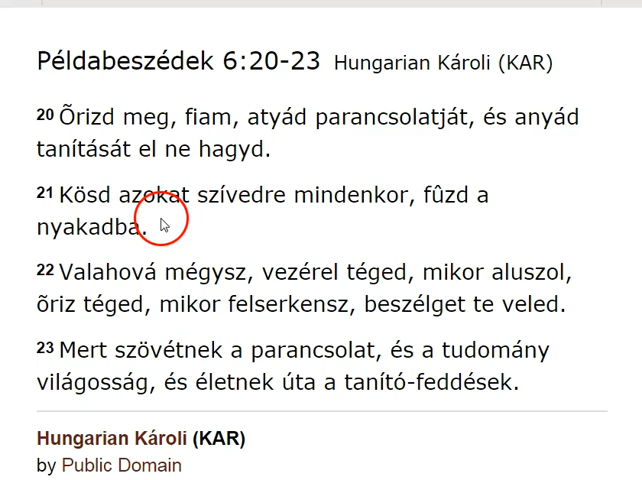 Példabeszédek 6:20-23 Hungarian Károli (KAR)
20 Õrizd meg, fiam, atyád parancsolatját, és anyád
tanítását el ne hagyd.
21 Kösd azokat szívedre mindenkor, fûzd a
nyakadba.
22 Valahová mégysz, vezérel téged, mikor aluszol,
õriz téged, mikor felserkensz, beszélget te veled.
23 Mert szövétnek a parancsolat, és a tudomány
világosság, és életnek úta a tanító-feddések.
Hungarian Károli (KAR)
by Public Domain